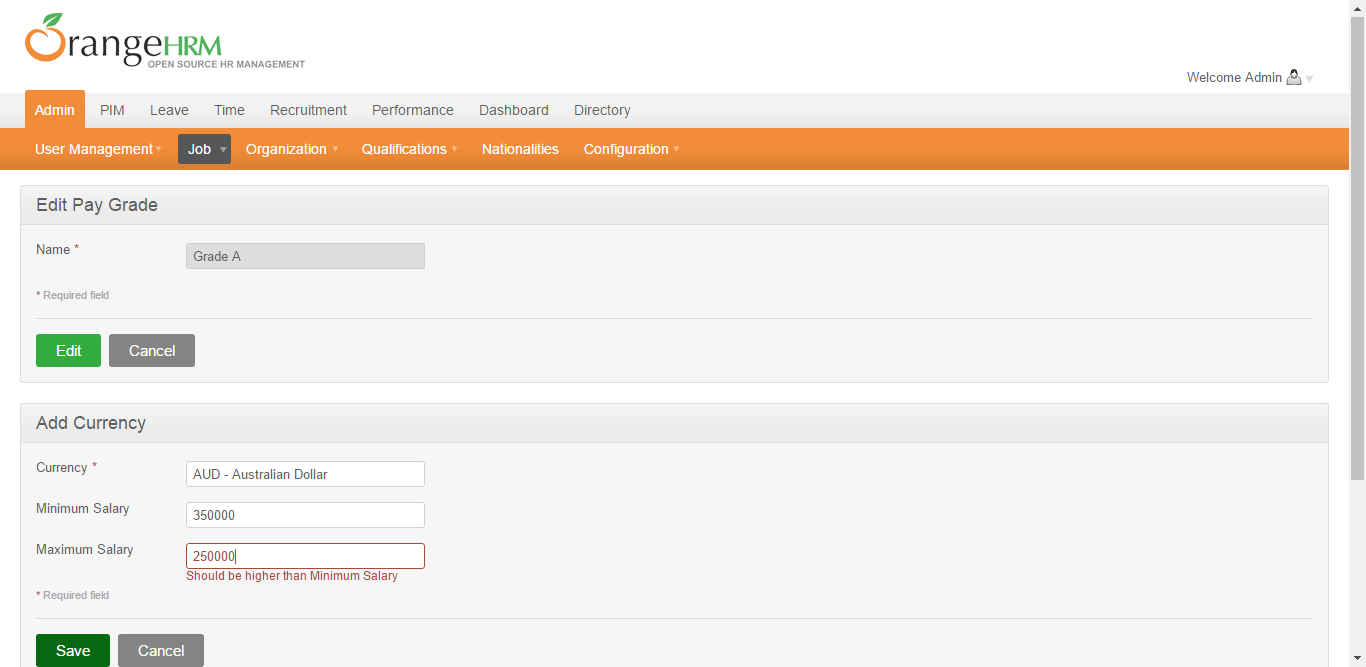 OrangeHRM
OPEN SOURCE HR MANAGEMENT
Welcome Admin
Admin PIM Leave Time Recruitment Performance Dashboard Directory
User Management Job Organization Qualifications Nationalities Configuration
Edit Pay Grade
Name *
Grade A
* Required field
Edit Cancel
Add Currency
Currency *
AUD - Australian Dollar
Minimum Salary
350000
Maximum Salary
250000
Should be higher than Minimum Salary
* Required field
Save Cancel